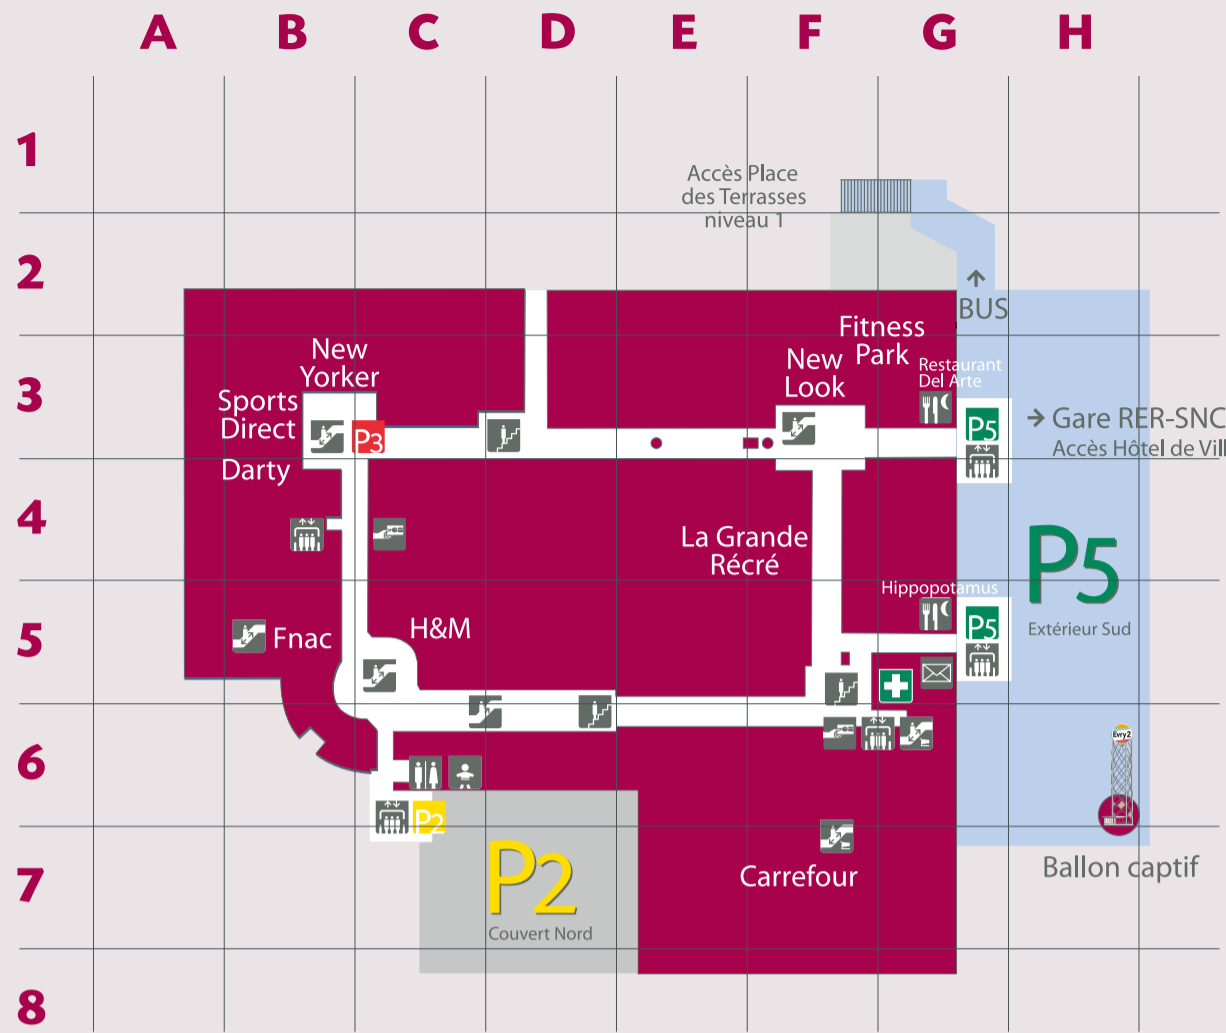 A B C D E F G H
1
Accès Place
des Terrasses
niveau 1
2
BUS
Fitness
Park
New
Yorker
New
Look
Restaurant
Del Arte
3
Sports
Direct
P3
P5
Gare RER-SNC
Accès Hôtel de Vill
Darty
4
La Grande
Récré
P5
Extérieur Sud
Hippopotamus
5
Fnac
H&M
P5
6
Evry2
P2
7
P2
Couvert Nord
Carrefour
Ballon captif
8